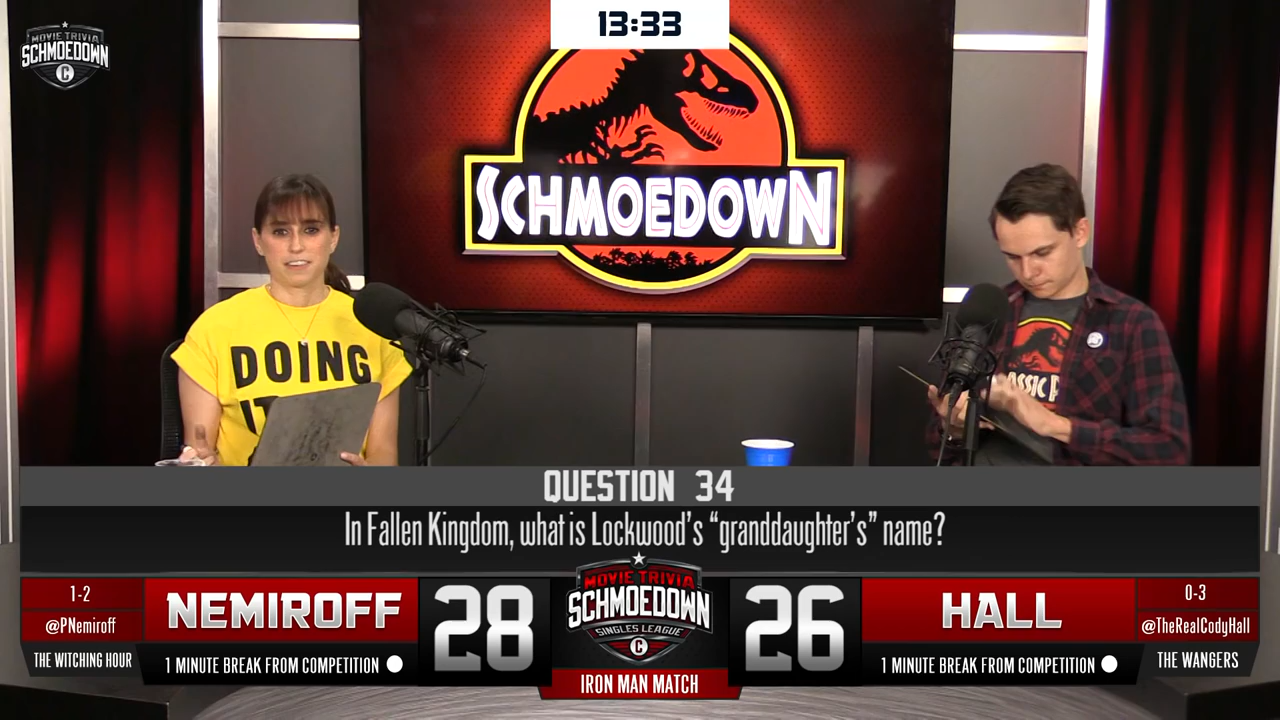 13:33
MOVIE TRIVIA
SCHMOEDOWN
C
SCHMOEDOWN
DOING
IT
ASSIC P
QUESTION 34
In Fallen Kingdom, what is Lockwood's “granddaughter's” name?
1-2
@PNemiroff
THE WITCHING HOUR
NEMIROFF
1 MINUTE BREAK FROM COMPETITION
28
MOVIE TRIVIA
SCHMOEDOWN
SINGLES LEAGUE
C
IRON MAN MATCH
26
HALL
1 MINUTE BREAK FROM COMPETITION
0-3
@TheRealCodyHall
THE WANGERS